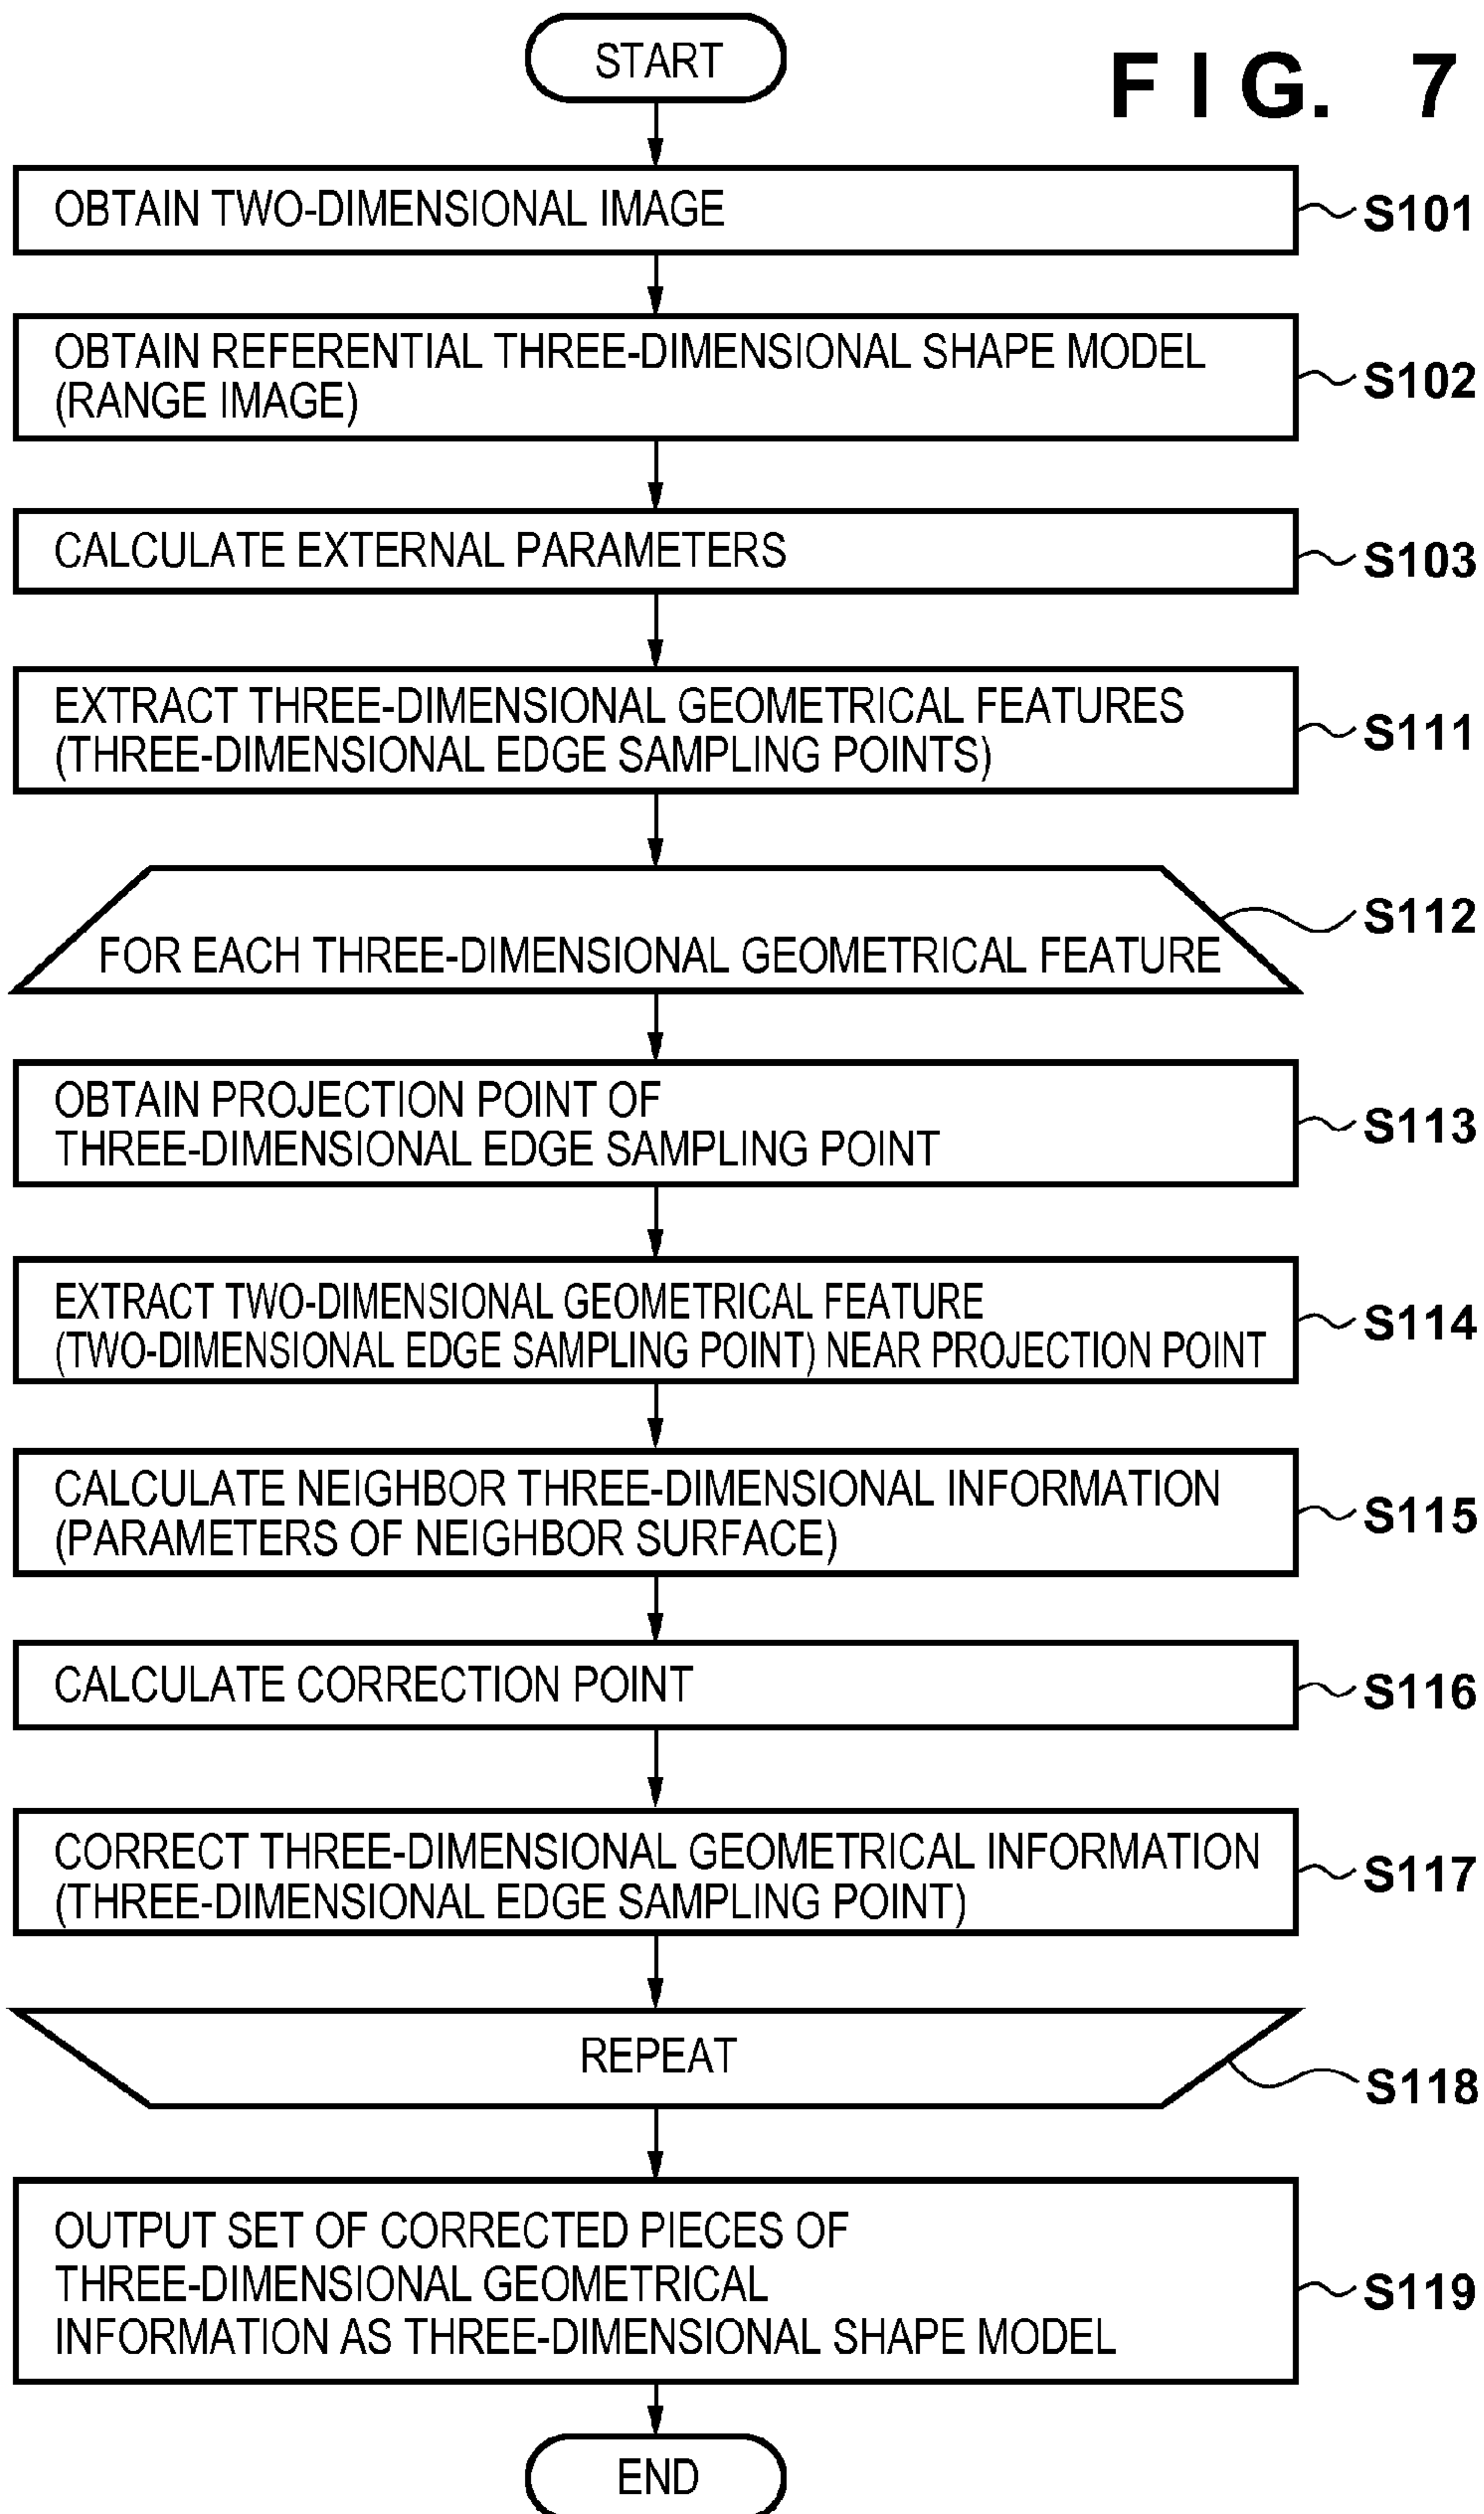 START
FIG. 7
OBTAIN TWO-DIMENSIONAL IMAGE
S101
OBTAIN REFERENTIAL THREE-DIMENSIONAL SHAPE MODEL
(RANGE IMAGE)
S102
CALCULATE EXTERNAL PARAMETERS
S103
EXTRACT THREE-DIMENSIONAL GEOMETRICAL FEATURES
(THREE-DIMENSIONAL EDGE SAMPLING POINTS)
S111
FOR EACH THREE-DIMENSIONAL GEOMETRICAL FEATURE
S112
OBTAIN PROJECTION POINT OF
THREE-DIMENSIONAL EDGE SAMPLING POINT
S113
EXTRACT TWO-DIMENSIONAL GEOMETRICAL FEATURE
(TWO-DIMENSIONAL EDGE SAMPLING POINT) NEAR PROJECTION POINT
S114
CALCULATE NEIGHBOR THREE-DIMENSIONAL INFORMATION
(PARAMETERS OF NEIGHBOR SURFACE)
S115
CALCULATE CORRECTION POINT
S116
CORRECT THREE-DIMENSIONAL GEOMETRICAL INFORMATION
(THREE-DIMENSIONAL EDGE SAMPLING POINT)
S117
REPEAT
S118
OUTPUT SET OF CORRECTED PIECES OF
THREE-DIMENSIONAL GEOMETRICAL
INFORMATION AS THREE-DIMENSIONAL SHAPE MODEL
S119
END